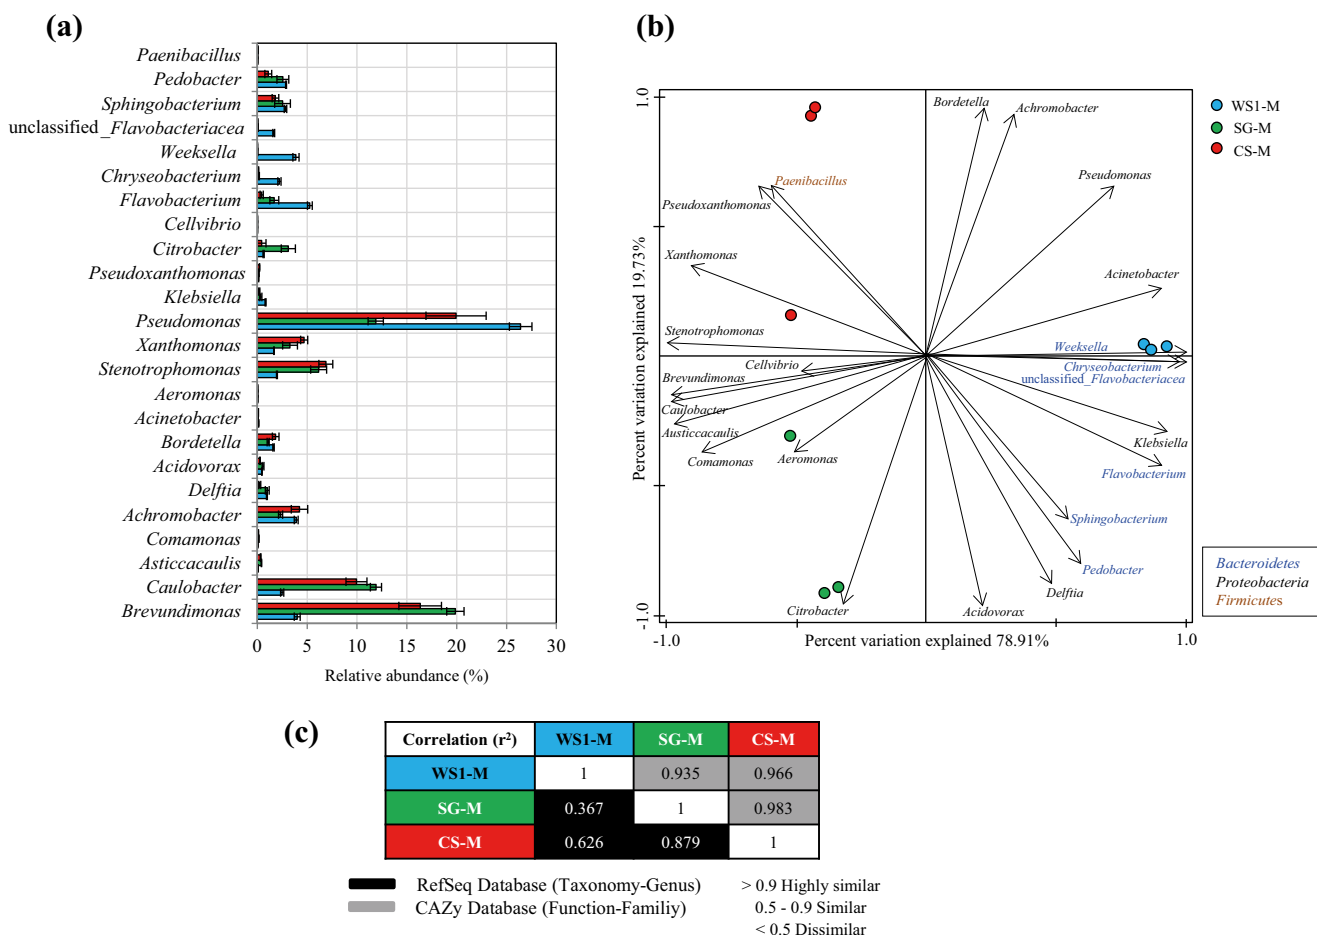 (a)
Paenibacillus
Pedobacter
Sphingobacterium
unclassified_Flavobacteriacea
Weeksella
Chryseobacterium
Flavobacterium
Cellvibrio
Citrobacter
Pseudoxanthomonas
Klebsiella
Pseudomonas
Xanthomonas
Stenotrophomonas
Aeromonas
Acinetobacter
Bordetella
Acidovorax
Delftia
Achromobacter
Comamonas
Asticcacaulis
Caulobacter
Brevundimonas
0 5 10 15 20 25 30
Relative abundance (%)
(b)
1.0
Percent variation explained 19.73%
-1.0
Bordetella
Achromobacter
Paenibacillus
Pseudomonas
Pseudoxanthomonas
Xanthomonas
Acinetobacter
Stenotrophomonas
Weeksella
Cellvibrio
Chryseobacterium
Brevundimonas
unclassified_Flavobacteriacea
Caulobacter
Austiccacaulis
Klebsiella
Comamonas
Aeromonas
Flavobacterium
Sphingobacterium
Pedobacter
Delftia
Citrobacter
Acidovorax
-1.0
Percent variation explained 78.91%
1.0
WS1-M
SG-M
CS-M
Bacteroidetes
Proteobacteria
Firmicutes
(c)
Correlation (r²) WS1-M SG-M CS-M
WS1-M 1 0.935 0.966
SG-M 0.367 1 0.983
CS-M 0.626 0.879 1
RefSeq Database (Taxonomy-Genus)
CAZy Database (Function-Familiy)
> 0.9 Highly similar
0.5 - 0.9 Similar
< 0.5 Dissimilar